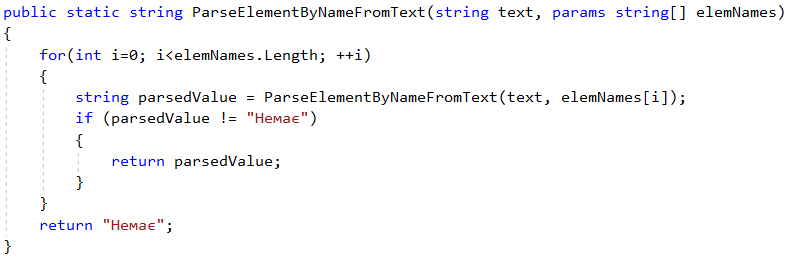 public static string ParseElementByNameFromText(string text, params string[] elemNames)
{
    for(int i=0; i<elemNames.Length; ++i)
    {
        string parsedValue = ParseElementByNameFromText(text, elemNames[i]);
        if (parsedValue != "Немає")
        {
            return parsedValue;
        }
    }
    return "Немає";
}